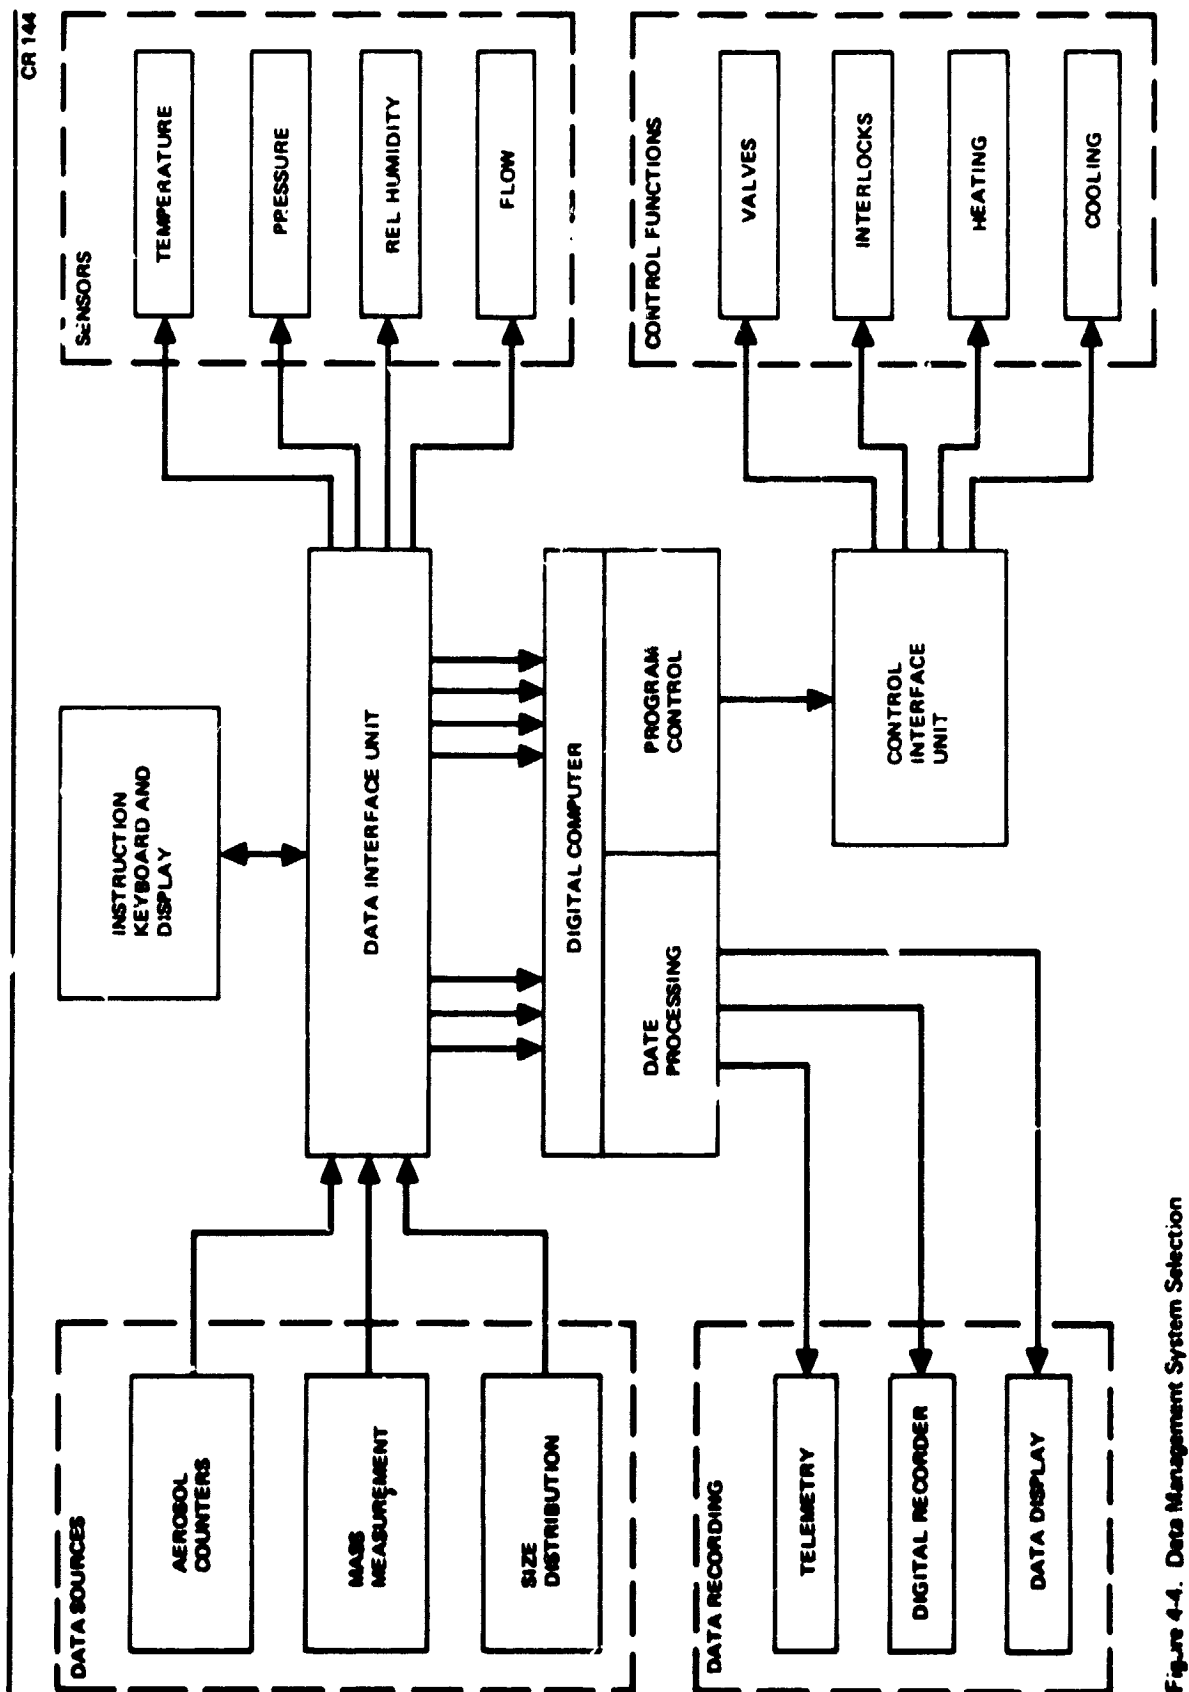 CR 144
DATA SOURCES
AEROSOL
COUNTERS
MASS
MEASUREMENT
SIZE
DISTRIBUTION
DATA RECORDING
TELEMETRY
DIGITAL RECORDER
DATA DISPLAY
INSTRUCTION
KEYBOARD AND
DISPLAY
DATA INTERFACE UNIT
DIGITAL COMPUTER
DATE
PROCESSING
PROGRAM
CONTROL
CONTROL
INTERFACE
UNIT
SENSORS
TEMPERATURE
PRESSURE
REL HUMIDITY
FLOW
CONTROL FUNCTIONS
VALVES
INTERLOCKS
HEATING
COOLING
Figure 4-4. Data Management System Selection